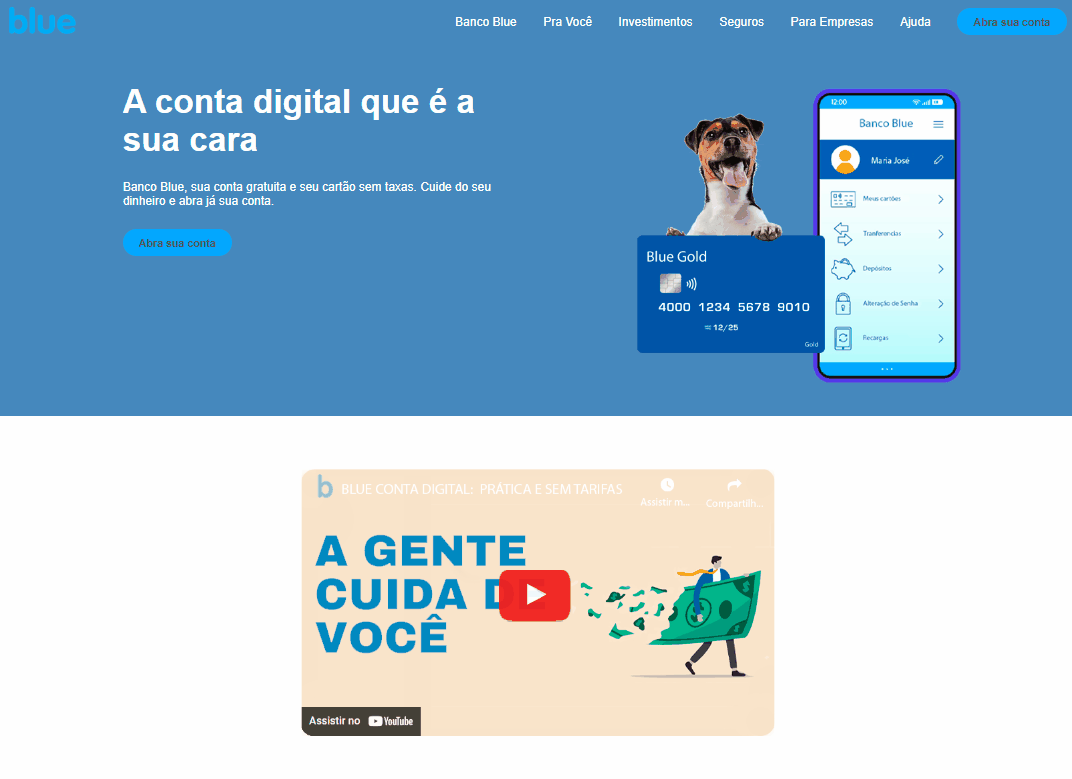 blue
Banco Blue Pra Você Investimentos Seguros Para Empresas Ajuda Abra sua conta
A conta digital que é a
sua cara
Banco Blue, sua conta gratuita e seu cartão sem taxas. Cuide do seu
dinheiro e abra já sua conta.
Abra sua conta
Blue Gold
4000 1234 5678 9010
12/25
Gold
12:00
Banco Blue
Maria José
Meus cartões
Tranferencias
Depósitos
Alteração de Senha
Recargas
b BLUE CONTA DIGITAL: PRÁTICA E SEM TARIFAS
Assistir m... Compartilh...
A GENTE
CUIDA DE
VOCÊ
Assistir no YouTube